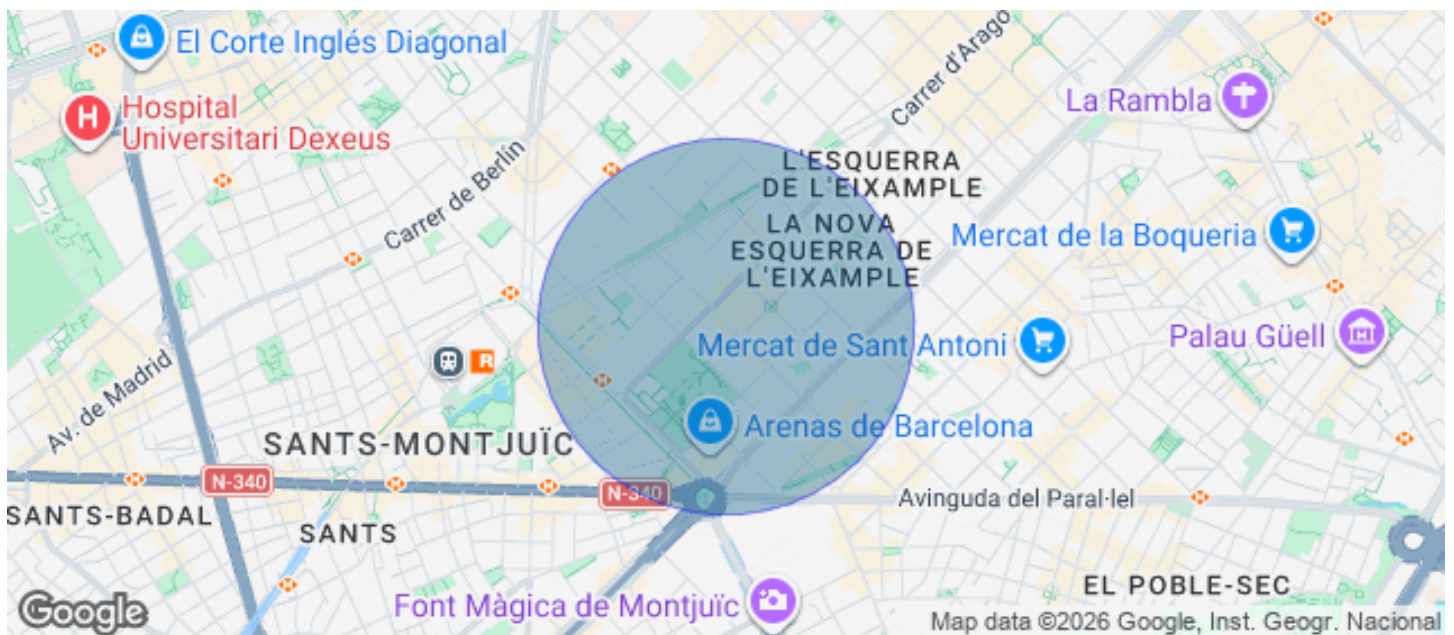 El Corte Inglés Diagonal
Hospital
Universitari Dexeus
H
Carrer d'Arago
La Rambla
L'ESQUERRA
DE L'EIXAMPLE
Carrer de Berlín
LA NOVA
ESQUERRA DE
L'EIXAMPLE
Mercat de la Boqueria
Mercat de Sant Antoni
Palau Güell
R
Av. de Madrid
Arenas de Barcelona
SANTS-MONTJUÏC
N-340
N-340
Avinguda del Paral·lel
SANTS-BADAL
SANTS
EL POBLE-SEC
Font Màgica de Montjuïc
Google
Map data ©2026 Google, Inst. Geogr. Nacional